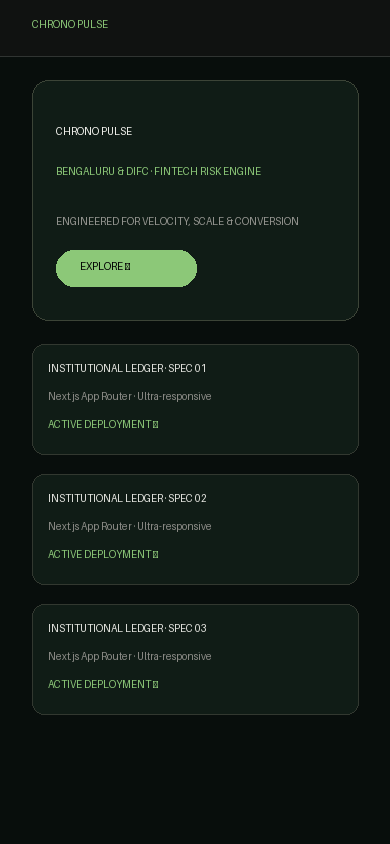 CHRONO PULSE
CHRONO PULSE
BENGALURU & DIFC · FINTECH RISK ENGINE
ENGINEERED FOR VELOCITY, SCALE & CONVERSION
EXPLORE
INSTITUTIONAL LEDGER · SPEC 01
Next.js App Router · Ultra-responsive
ACTIVE DEPLOYMENT
INSTITUTIONAL LEDGER · SPEC 02
Next.js App Router · Ultra-responsive
ACTIVE DEPLOYMENT
INSTITUTIONAL LEDGER · SPEC 03
Next.js App Router · Ultra-responsive
ACTIVE DEPLOYMENT